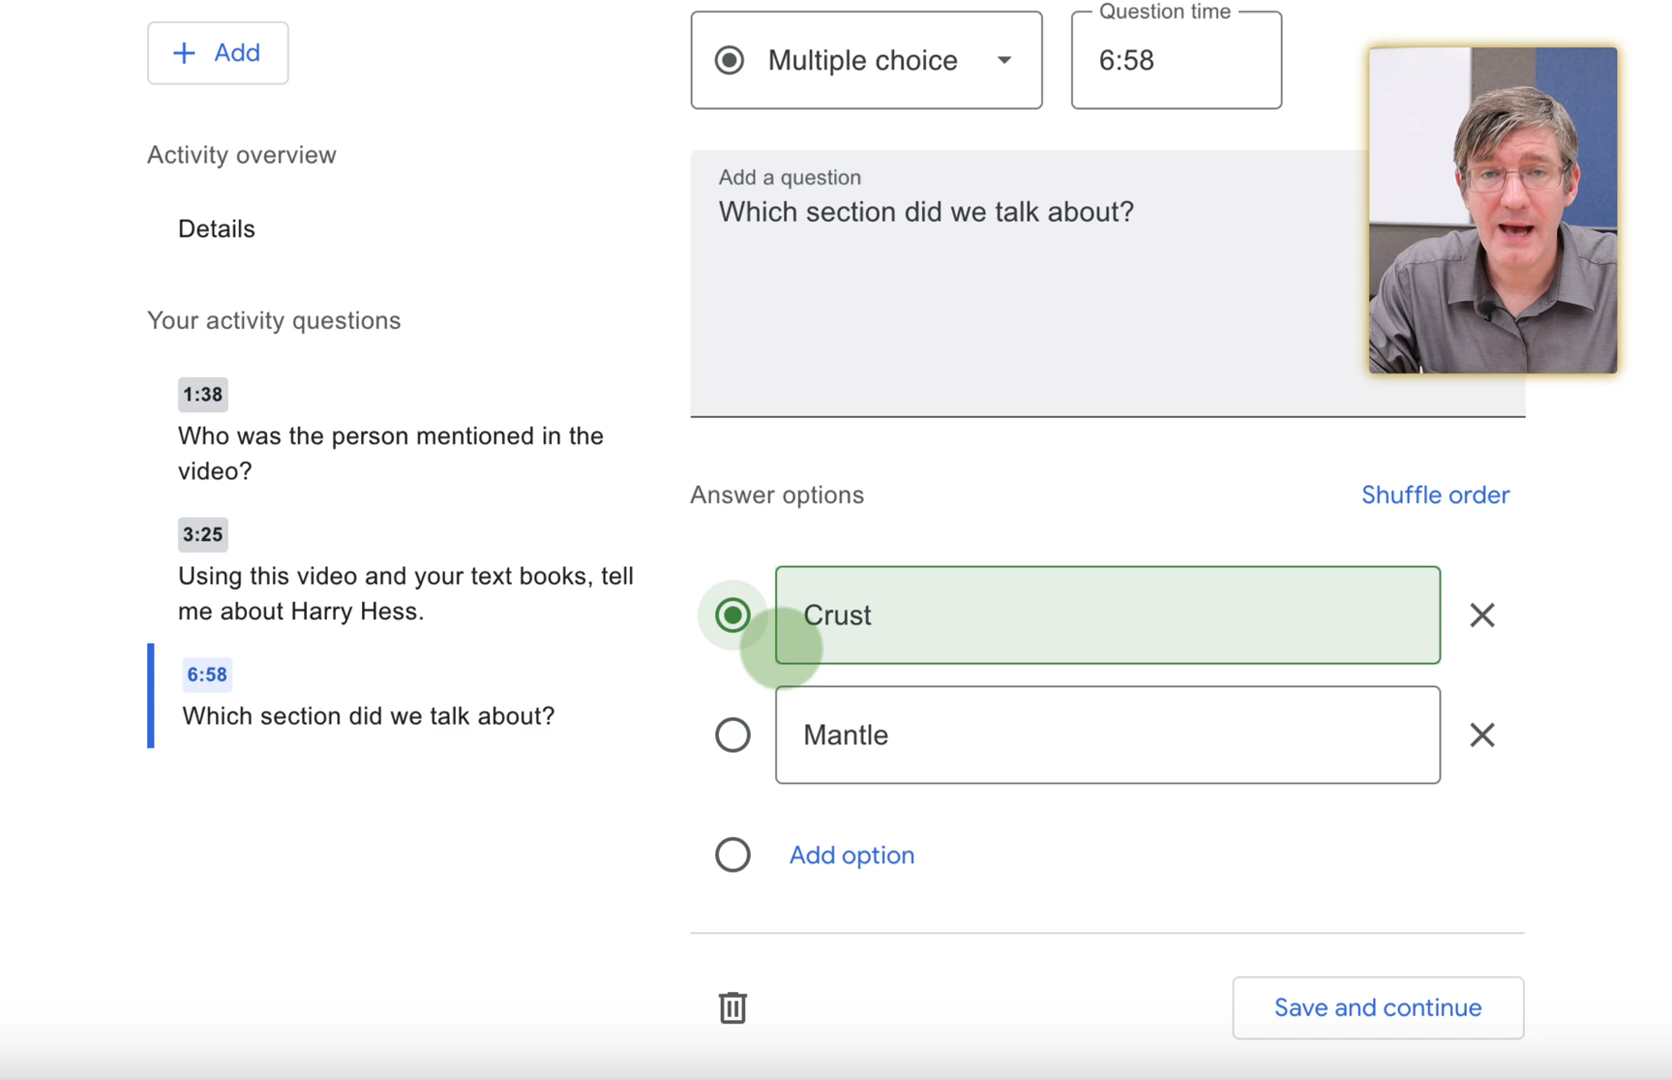 Add
Activity overview
Details
Your activity questions
1:38
Who was the person mentioned in the
video?
3:25
Using this video and your text books, tell
me about Harry Hess.
6:58
Which section did we talk about?
Multiple choice
Question time
6:58
Add a question
Which section did we talk about?
Answer options
Shuffle order
Crust
Mantle
Add option
Save and continue